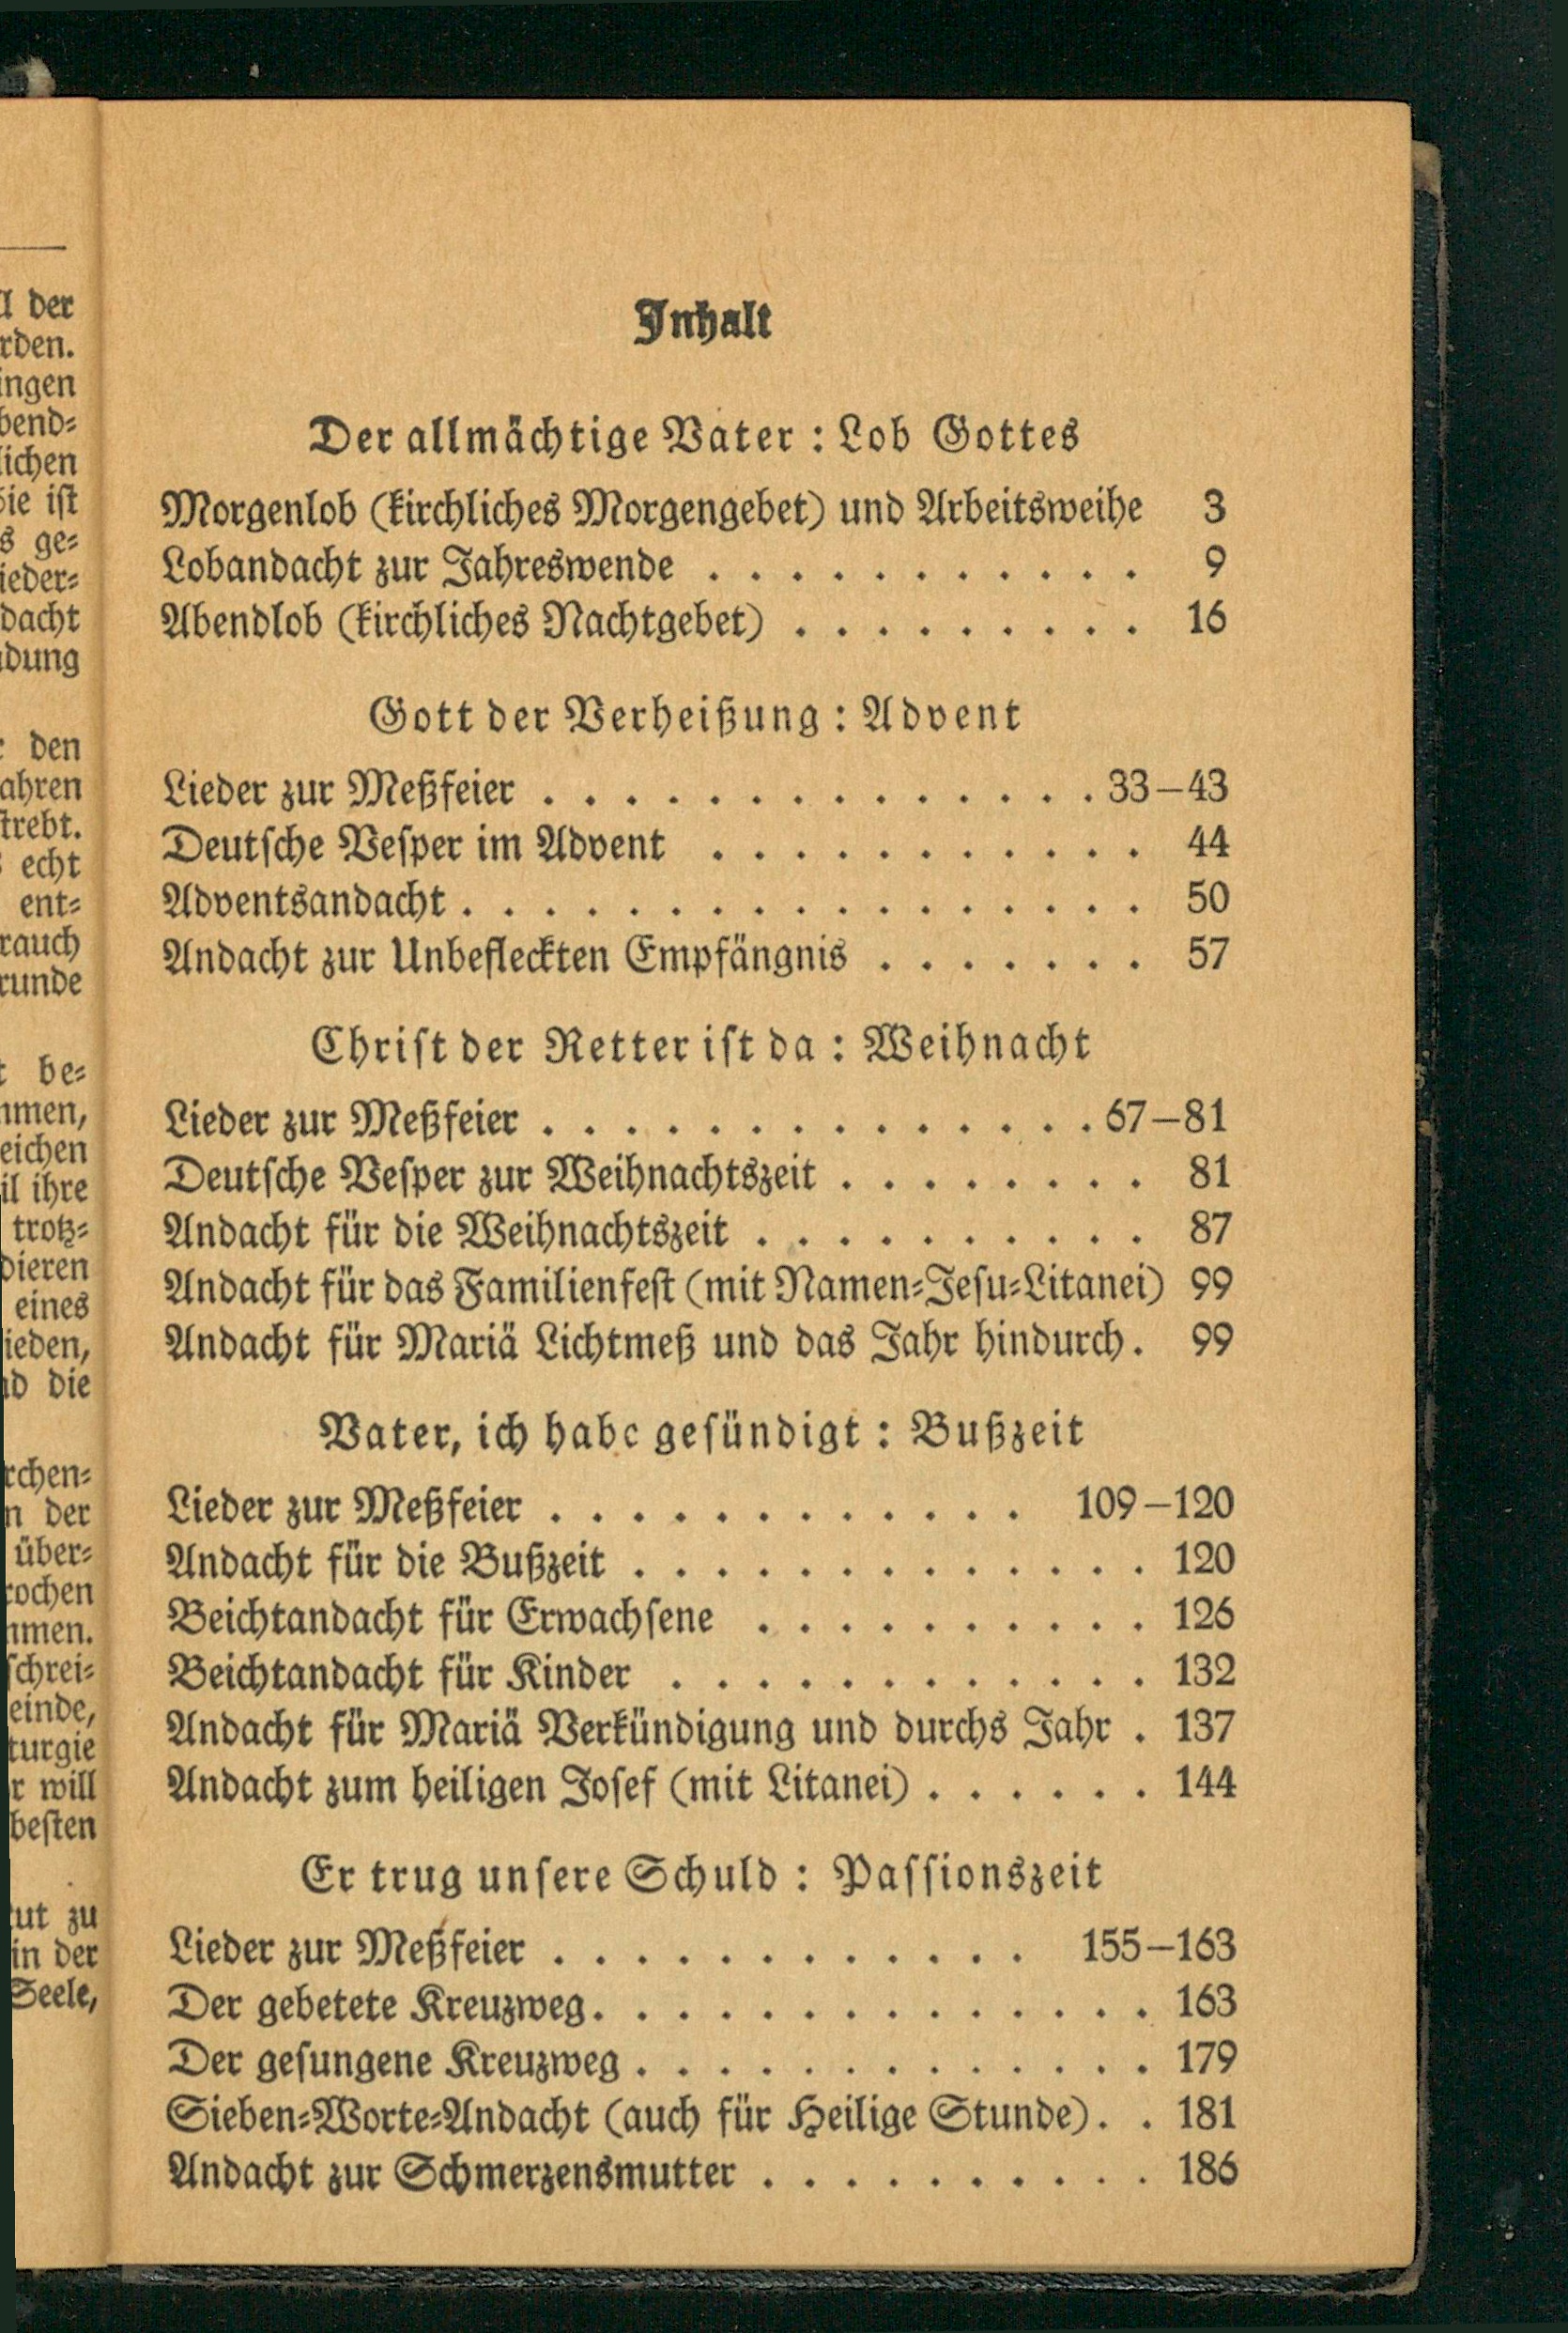 Inhalt
Der allmächtige Vater : Lob Gottes
Morgenlob (kirchliches Morgengebet) und Arbeitsweihe 3
Lobandacht zur Jahreswende . . . . . . . . . . . 9
Abendlob (kirchliches Nachtgebet) . . . . . . . . . 16
Gott der Verheißung : Advent
Lieder zur Meßfeier . . . . . . . . . . . . . . 33–43
Deutsche Vesper im Advent . . . . . . . . . . . 44
Adventsandacht . . . . . . . . . . . . . . . . . 50
Andacht zur Unbefleckten Empfängnis . . . . . . . 57
Christ der Retter ist da : Weihnacht
Lieder zur Meßfeier . . . . . . . . . . . . . . 67–81
Deutsche Vesper zur Weihnachtszeit . . . . . . . . 81
Andacht für die Weihnachtszeit . . . . . . . . . . 87
Andacht für das Familienfest (mit Namen-Jesu-Litanei) 99
Andacht für Mariä Lichtmeß und das Jahr hindurch . 99
Vater, ich habe gesündigt : Bußzeit
Lieder zur Meßfeier . . . . . . . . . . . . 109–120
Andacht für die Bußzeit . . . . . . . . . . . . . 120
Beichtandacht für Erwachsene . . . . . . . . . . 126
Beichtandacht für Kinder . . . . . . . . . . . . 132
Andacht für Mariä Verkündigung und durchs Jahr . 137
Andacht zum heiligen Josef (mit Litanei) . . . . . . 144
Er trug unsere Schuld : Passionszeit
Lieder zur Meßfeier . . . . . . . . . . . . 155–163
Der gebetete Kreuzweg . . . . . . . . . . . . . . 163
Der gesungene Kreuzweg . . . . . . . . . . . . . 179
Sieben-Worte-Andacht (auch für Heilige Stunde) . . 181
Andacht zur Schmerzensmutter . . . . . . . . . . 186